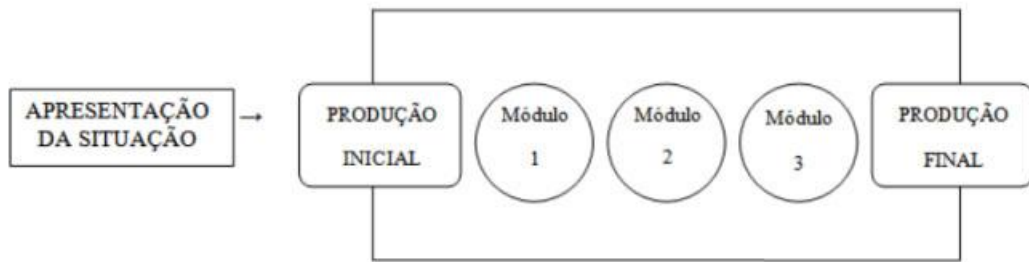 APRESENTAÇÃO
DA SITUAÇÃO
→
PRODUÇÃO
INICIAL
Módulo
1
Módulo
2
Módulo
3
PRODUÇÃO
FINAL